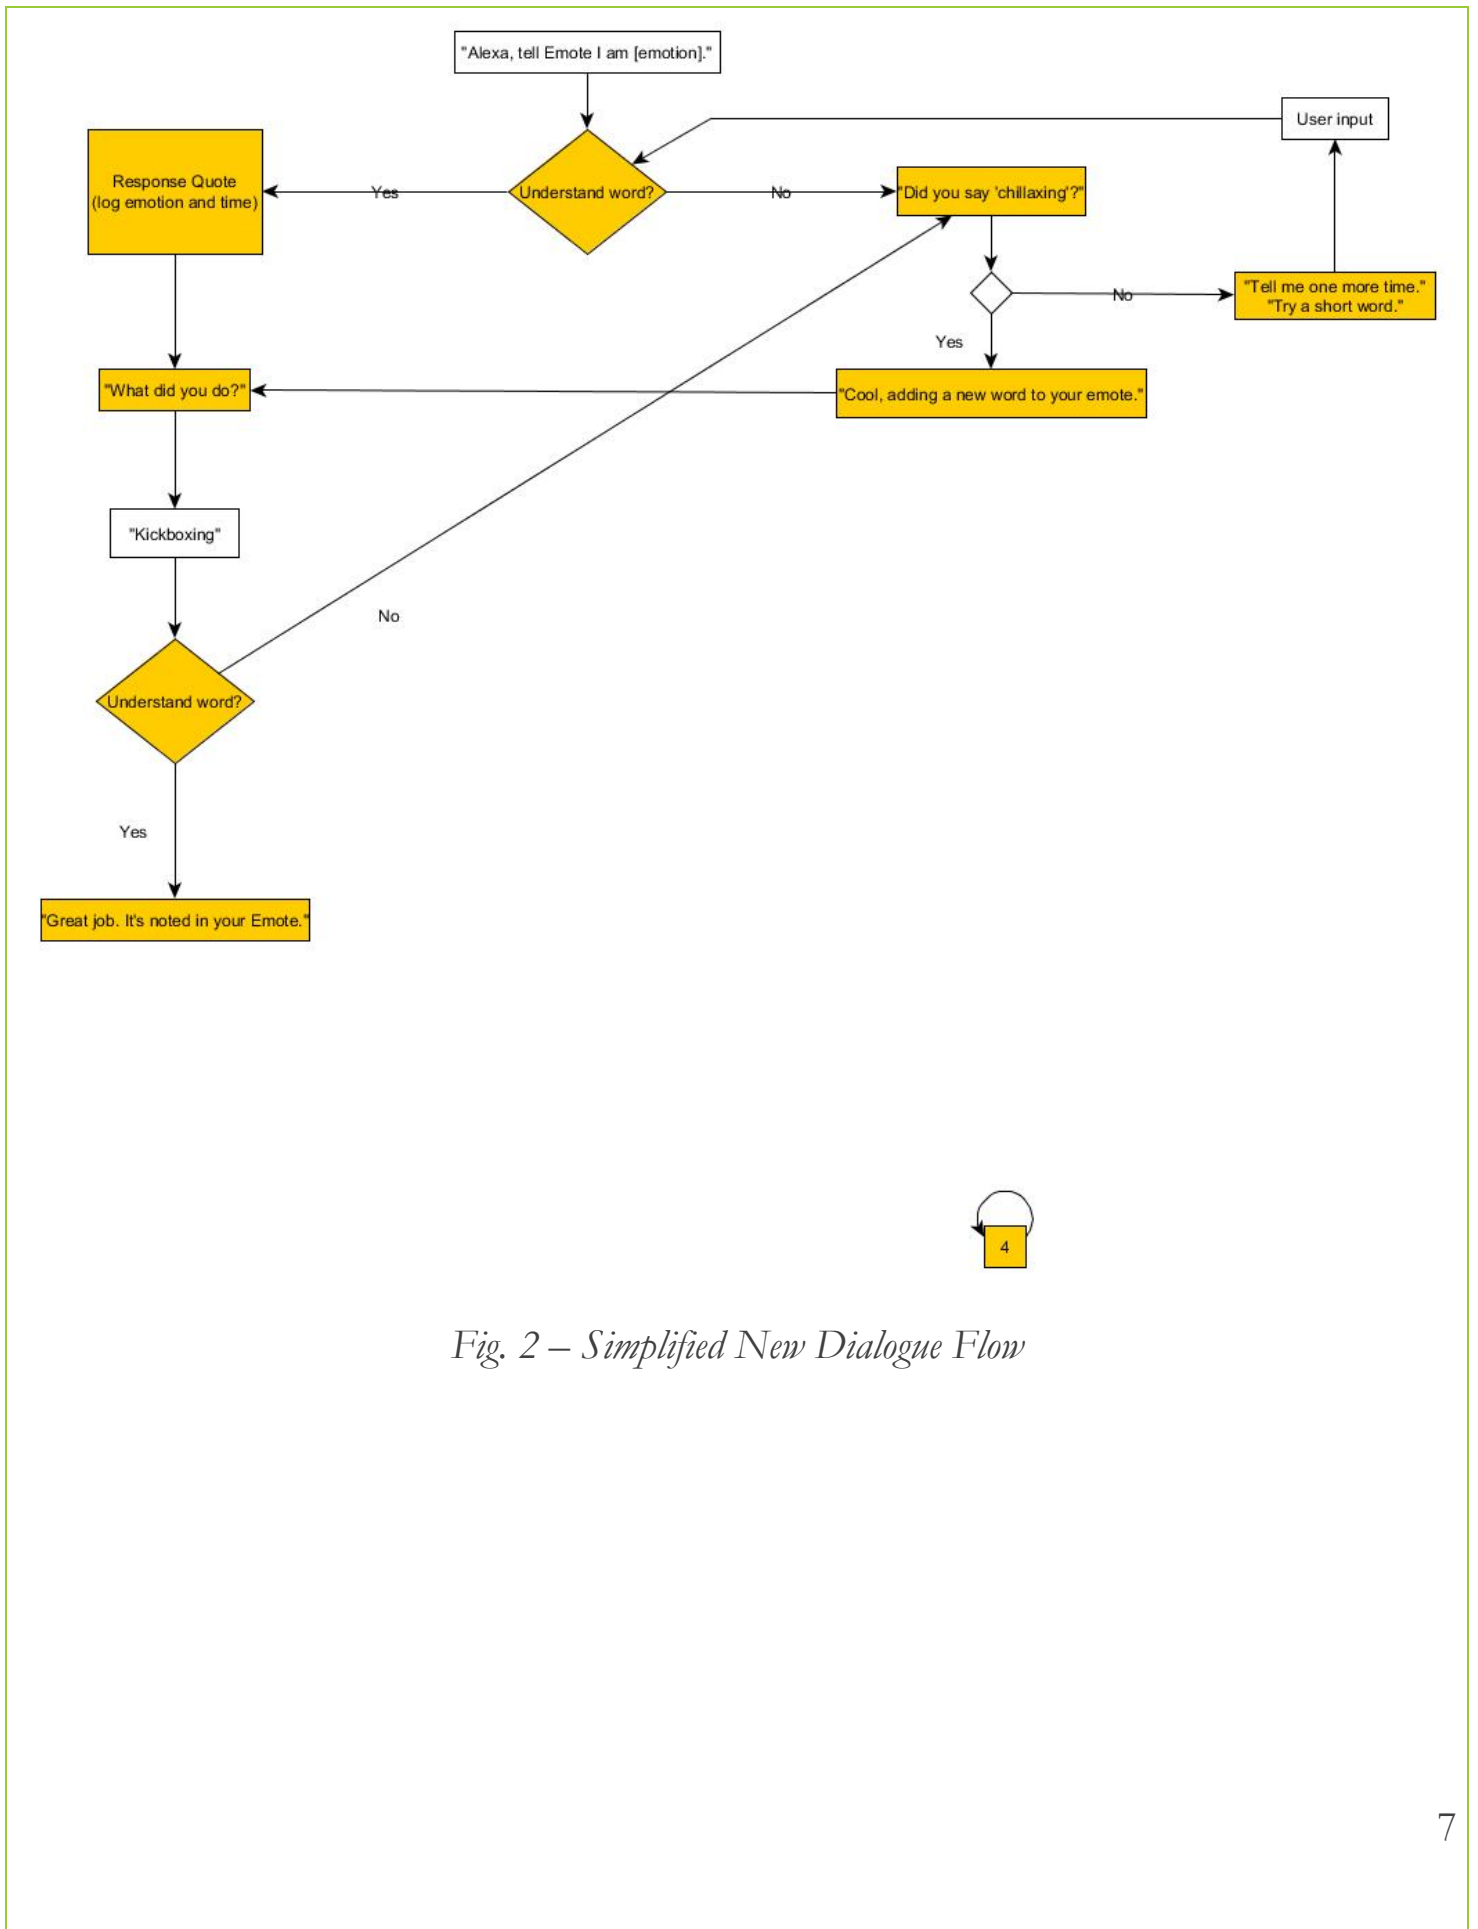 "Alexa, tell Emote I am [emotion]."
User input
Response Quote
(log emotion and time)
Yes
Understand word?
No
"Did you say 'chillaxing'?"
No
"Tell me one more time."
"Try a short word."
Yes
"What did you do?"
"Cool, adding a new word to your emote."
"Kickboxing"
No
Understand word?
Yes
"Great job. It's noted in your Emote."
4
Fig. 2 – Simplified New Dialogue Flow
7